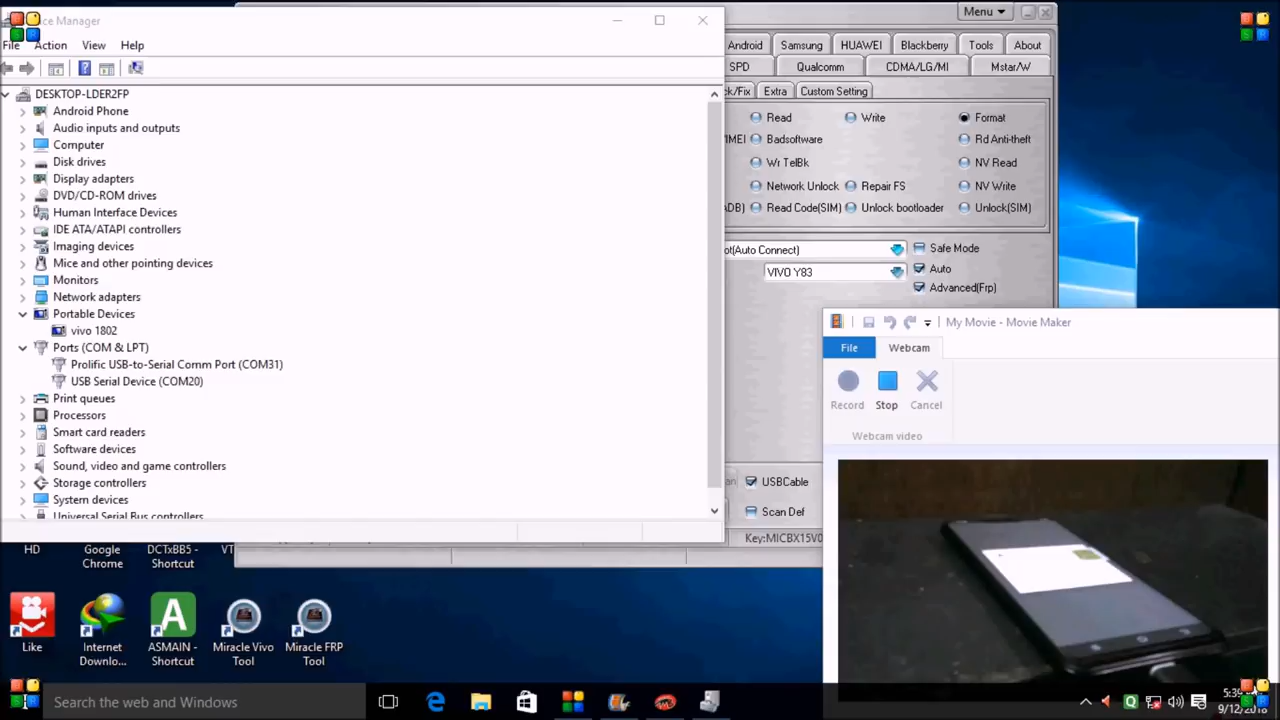 ice Manager
File Action View Help
DESKTOP-LDER2FP
Android Phone
Audio inputs and outputs
Computer
Disk drives
Display adapters
DVD/CD-ROM drives
Human Interface Devices
IDE ATA/ATAPI controllers
Imaging devices
Mice and other pointing devices
Monitors
Network adapters
Portable Devices
vivo 1802
Ports (COM & LPT)
Prolific USB-to-Serial Comm Port (COM31)
USB Serial Device (COM20)
Print queues
Processors
Smart card readers
Software devices
Sound, video and game controllers
Storage controllers
System devices
Universal Serial Bus controllers
Menu
Android Samsung HUAWEI Blackberry Tools About
SPD Qualcomm CDMA/LG/MI Mstar/W
ck/Fix Extra Custom Setting
Read Write Format
IMEI Badsoftware Rd Anti-theft
Wr TelBk NV Read
Network Unlock Repair FS NV Write
ADB) Read Code(SIM) Unlock bootloader Unlock(SIM)
ot(Auto Connect) Safe Mode
VIVO Y83 Auto
Advanced(Frp)
USBCable
Scan Def
Key:MICBX15V0
My Movie - Movie Maker
File Webcam
Record Stop Cancel
Webcam video
HD
Google Chrome
DCTxBB5 - Shortcut
VT
Like
Internet Downlo...
ASMAIN - Shortcut
Miracle Vivo Tool
Miracle FRP Tool
Search the web and Windows
5:39
9/12/2018